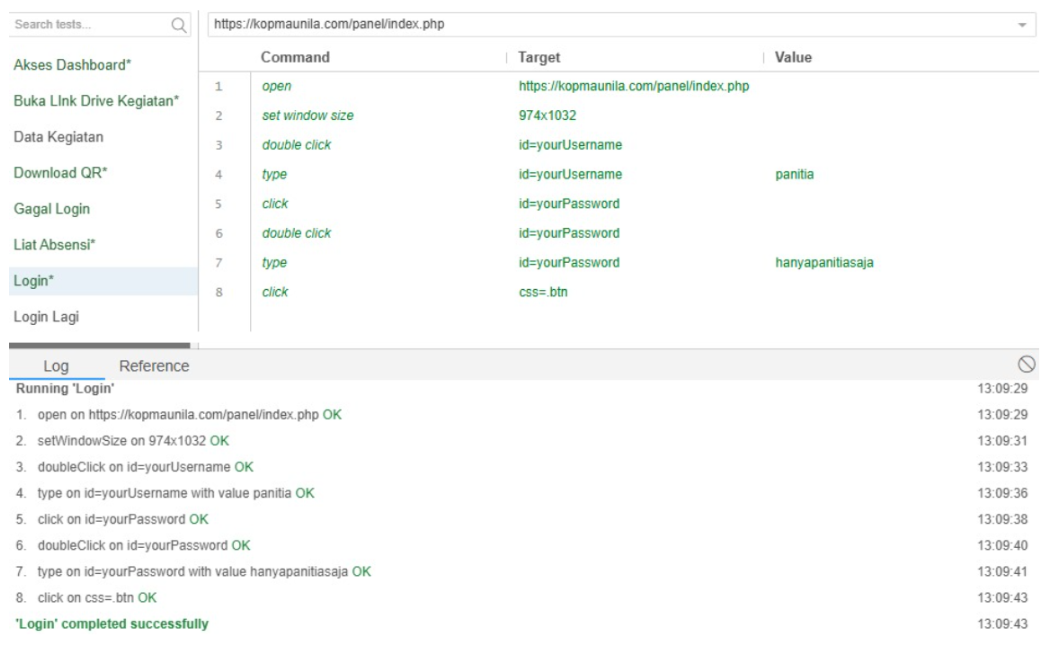 Search tests...
https://kopmaunila.com/panel/index.php
Akses Dashboard*
Buka LInk Drive Kegiatan*
Data Kegiatan
Download QR*
Gagal Login
Liat Absensi*
Login*
Login Lagi
Command Target Value
1 open https://kopmaunila.com/panel/index.php
2 set window size 974x1032
3 double click id=yourUsername
4 type id=yourUsername panitia
5 click id=yourPassword
6 double click id=yourPassword
7 type id=yourPassword hanyapanitiasaja
8 click css=.btn
Log Reference
Running 'Login' 13:09:29
1. open on https://kopmaunila.com/panel/index.php OK 13:09:29
2. setWindowSize on 974x1032 OK 13:09:31
3. doubleClick on id=yourUsername OK 13:09:33
4. type on id=yourUsername with value panitia OK 13:09:36
5. click on id=yourPassword OK 13:09:38
6. doubleClick on id=yourPassword OK 13:09:40
7. type on id=yourPassword with value hanyapanitiasaja OK 13:09:41
8. click on css=.btn OK 13:09:43
'Login' completed successfully 13:09:43